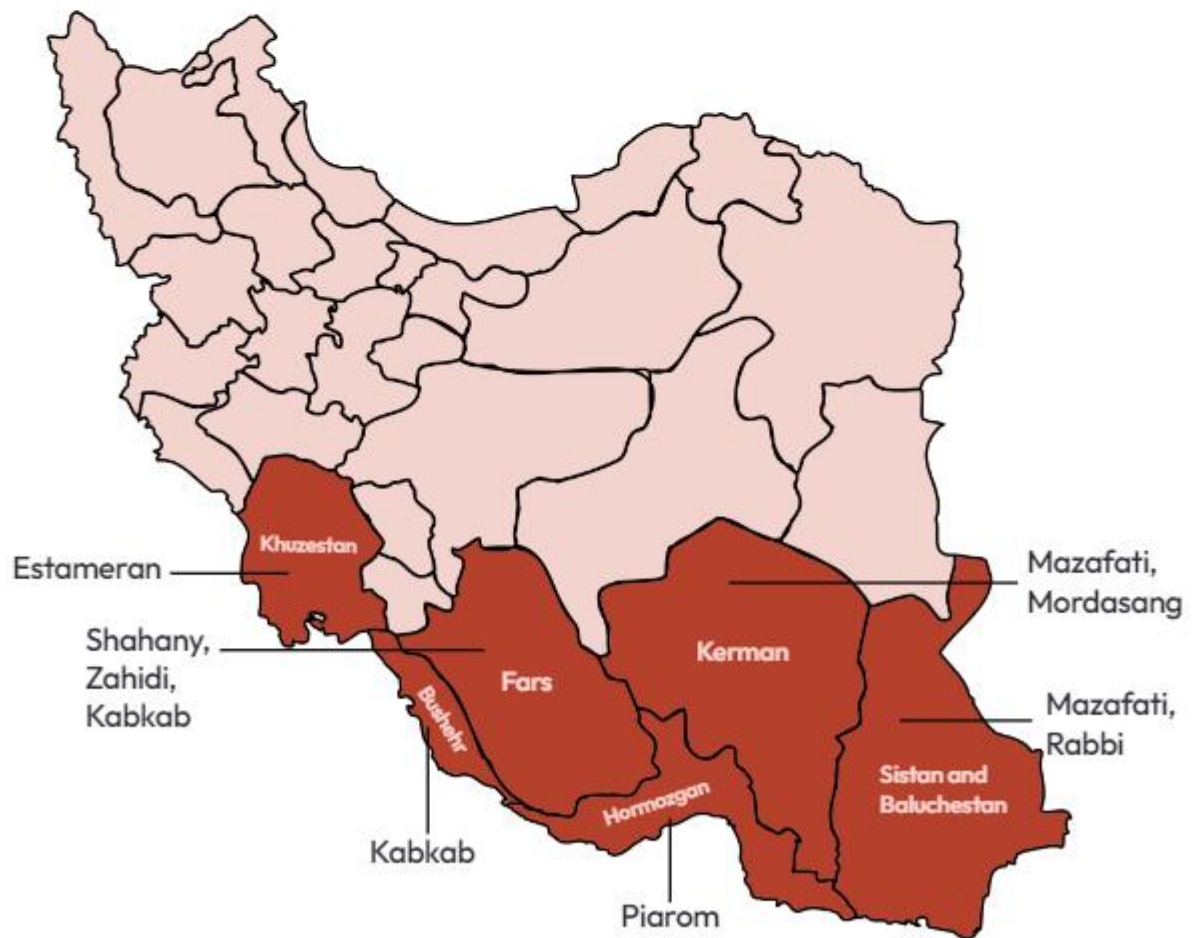 Khuzestan
Estameran
Shahany,
Zahidi,
Kabkab
Fars
Bushehr
Kabkab
Hormozgan
Piarom
Kerman
Mazafati,
Mordasang
Mazafati,
Rabbi
Sistan and
Baluchestan